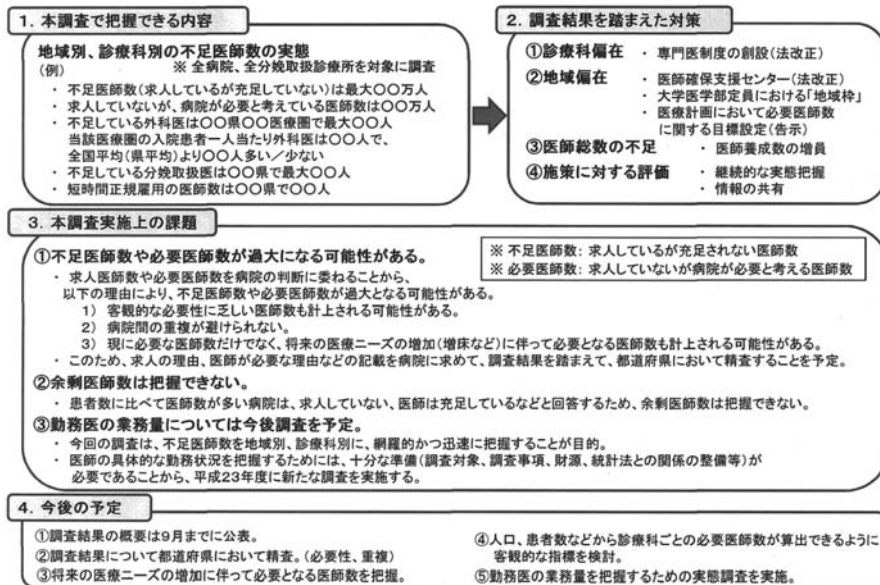 1. 本調査で把握できる内容
地域別、診療科別の不足医師数の実態
(例) ※ 全病院、全分娩取扱診療所を対象に調査
・ 不足医師数(求人しているが充足していない)は最大〇〇万人
・ 求人していないが、病院が必要と考えている医師数は〇〇万人
・ 不足している外科医は〇〇県〇〇医療圏で最大〇〇人
当該医療圏の入院患者一人当たり外科医は〇〇人で、
全国平均(県平均)より〇〇人多い/少ない
・ 不足している分娩取扱医は〇〇県で最大〇〇人
・ 短時間正規雇用の医師数は〇〇県で〇〇人
2. 調査結果を踏まえた対策
①診療科偏在 ・ 専門医制度の創設(法改正)
②地域偏在 ・ 医師確保支援センター(法改正)
・ 大学医学部定員における「地域枠」
・ 医療計画において必要医師数
に関する目標設定(告示)
③医師総数の不足 ・ 医師養成数の増員
④施策に対する評価 ・ 継続的な実態把握
・ 情報の共有
3. 本調査実施上の課題
①不足医師数や必要医師数が過大になる可能性がある。
※ 不足医師数: 求人しているが充足されない医師数
※ 必要医師数: 求人していないが病院が必要と考える医師数
・ 求人医師数や必要医師数を病院の判断に委ねることから、
以下の理由により、不足医師数や必要医師数が過大となる可能性がある。
1) 客観的な必要性に乏しい医師数も計上される可能性がある。
2) 病院間の重複が避けられない。
3) 現に必要な医師数だけでなく、将来の医療ニーズの増加(増床など)に伴って必要となる医師数も計上される可能性がある。
・ このため、求人の理由、医師が必要な理由などの記載を病院に求めて、調査結果を踏まえて、都道府県において精査することを予定。
②余剰医師数は把握できない。
・ 患者数に比べて医師数が多い病院は、求人していない、医師は充足しているなどと回答するため、余剰医師数は把握できない。
③勤務医の業務量については今後調査を予定。
・ 今回の調査は、不足医師数を地域別、診療科別に、網羅的かつ迅速に把握することが目的。
・ 医師の具体的な勤務状況を把握するためには、十分な準備(調査対象、調査事項、財源、統計法との関係の整備等)が
必要であることから、平成23年度に新たな調査を実施する。
4. 今後の予定
①調査結果の概要は9月までに公表。
②調査結果について都道府県において精査。(必要性、重複)
③将来の医療ニーズの増加に伴って必要となる医師数を把握。
④人口、患者数などから診療科ごとの必要医師数が算出できるように
客観的な指標を検討。
⑤勤務医の業務量を把握するための実態調査を実施。